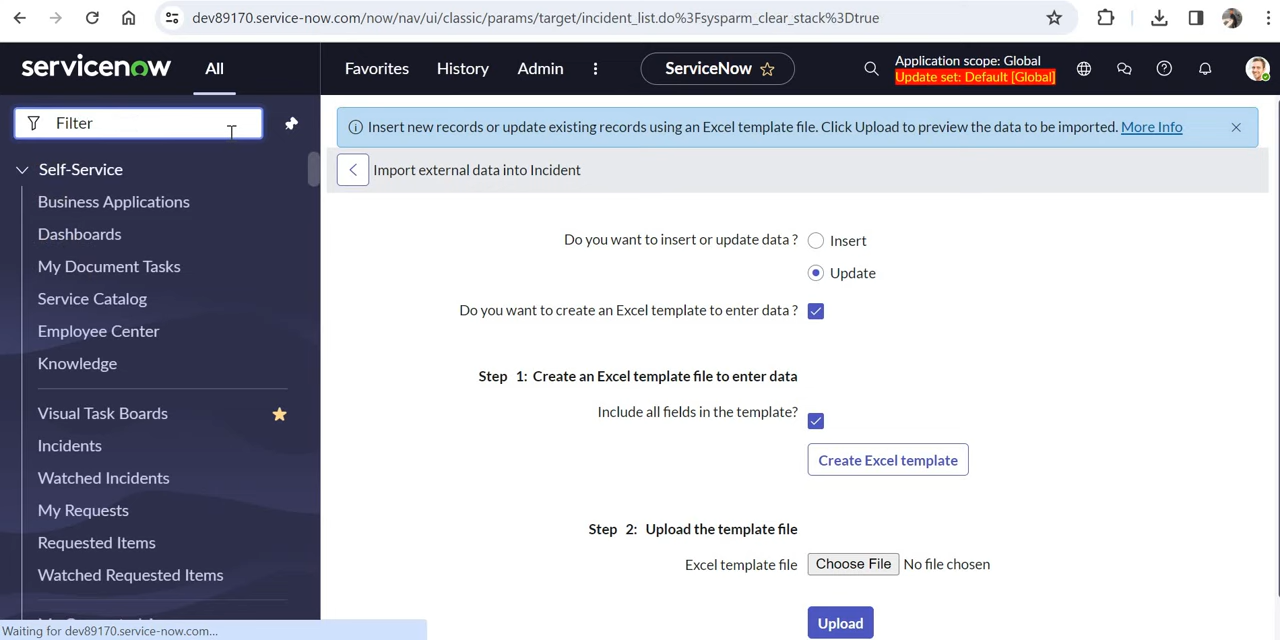 dev89170.service-now.com/now/nav/ui/classic/params/target/incident_list.do%3Fsysparm_clear_stack%3Dtrue
servicenow
All
Favorites
History
Admin
ServiceNow
Application scope: Global
Update set: Default [Global]
Filter
Self-Service
Business Applications
Dashboards
My Document Tasks
Service Catalog
Employee Center
Knowledge
Visual Task Boards
Incidents
Watched Incidents
My Requests
Requested Items
Watched Requested Items
Waiting for dev89170.service-now.com...
Insert new records or update existing records using an Excel template file. Click Upload to preview the data to be imported. More Info
Import external data into Incident
Do you want to insert or update data ? Insert
Update
Do you want to create an Excel template to enter data ?
Step 1: Create an Excel template file to enter data
Include all fields in the template?
Create Excel template
Step 2: Upload the template file
Excel template file Choose File No file chosen
Upload